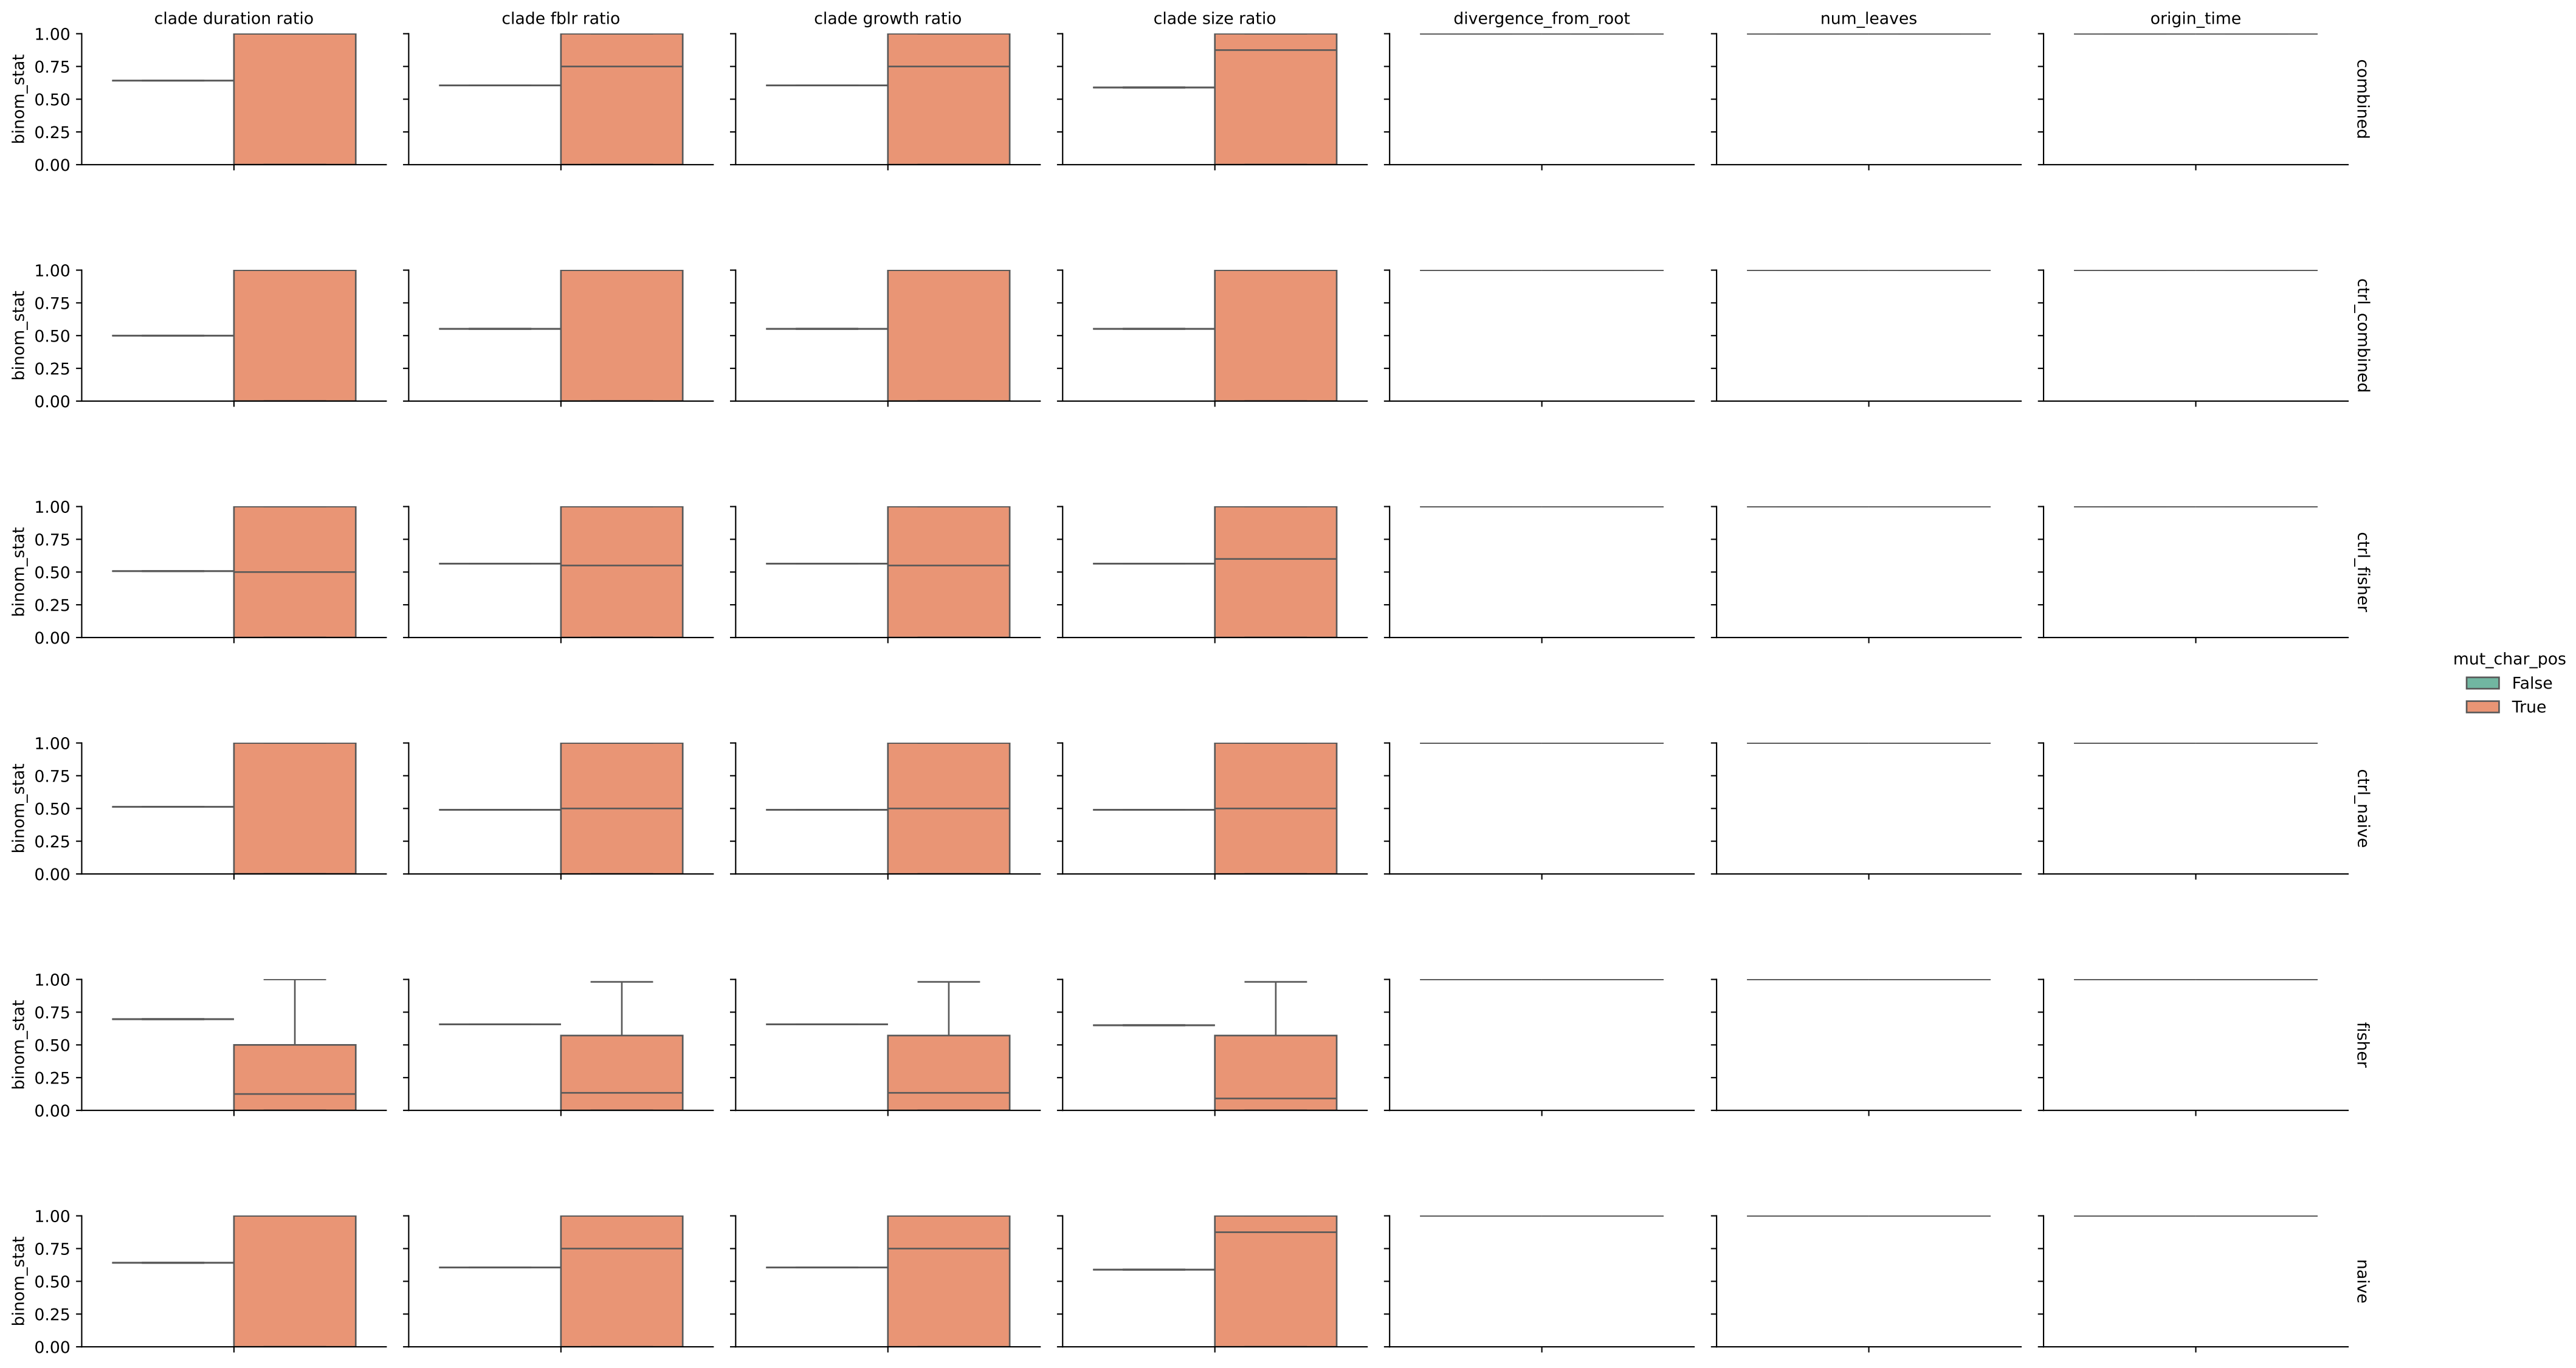 clade duration ratio
clade fblr ratio
clade growth ratio
clade size ratio
divergence_from_root
num_leaves
origin_time
binom_stat
1.00
0.75
0.50
0.25
0.00
combined
binom_stat
1.00
0.75
0.50
0.25
0.00
ctrl_combined
binom_stat
1.00
0.75
0.50
0.25
0.00
ctrl_fisher
mut_char_pos
False
True
binom_stat
1.00
0.75
0.50
0.25
0.00
ctrl_naive
binom_stat
1.00
0.75
0.50
0.25
0.00
fisher
binom_stat
1.00
0.75
0.50
0.25
0.00
naive